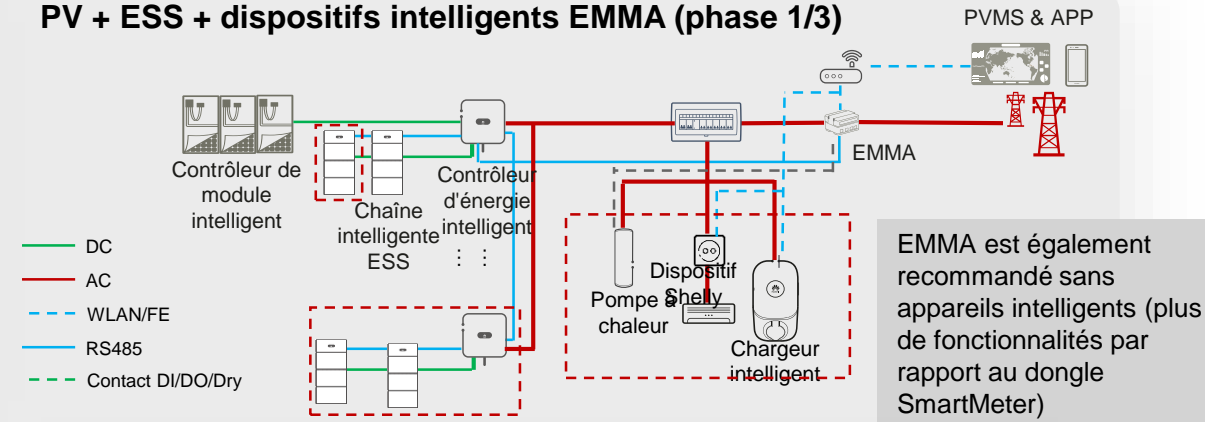 PV + ESS + dispositifs intelligents EMMA (phase 1/3)
PVMS & APP
EMMA
Contrôleur de
module
intelligent
Chaîne
intelligente
ESS
Contrôleur
d'énergie
intelligent
DC
AC
WLAN/FE
RS485
Contact DI/DO/Dry
Pompe à
chaleur
Dispositif
Shelly
Chargeur
intelligent
EMMA est également
recommandé sans
appareils intelligents (plus
de fonctionnalités par
rapport au dongle
SmartMeter)